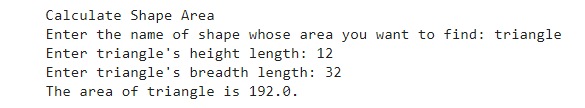 Calculate Shape Area
Enter the name of shape whose area you want to find: triangle
Enter triangle's height length: 12
Enter triangle's breadth length: 32
The area of triangle is 192.0.